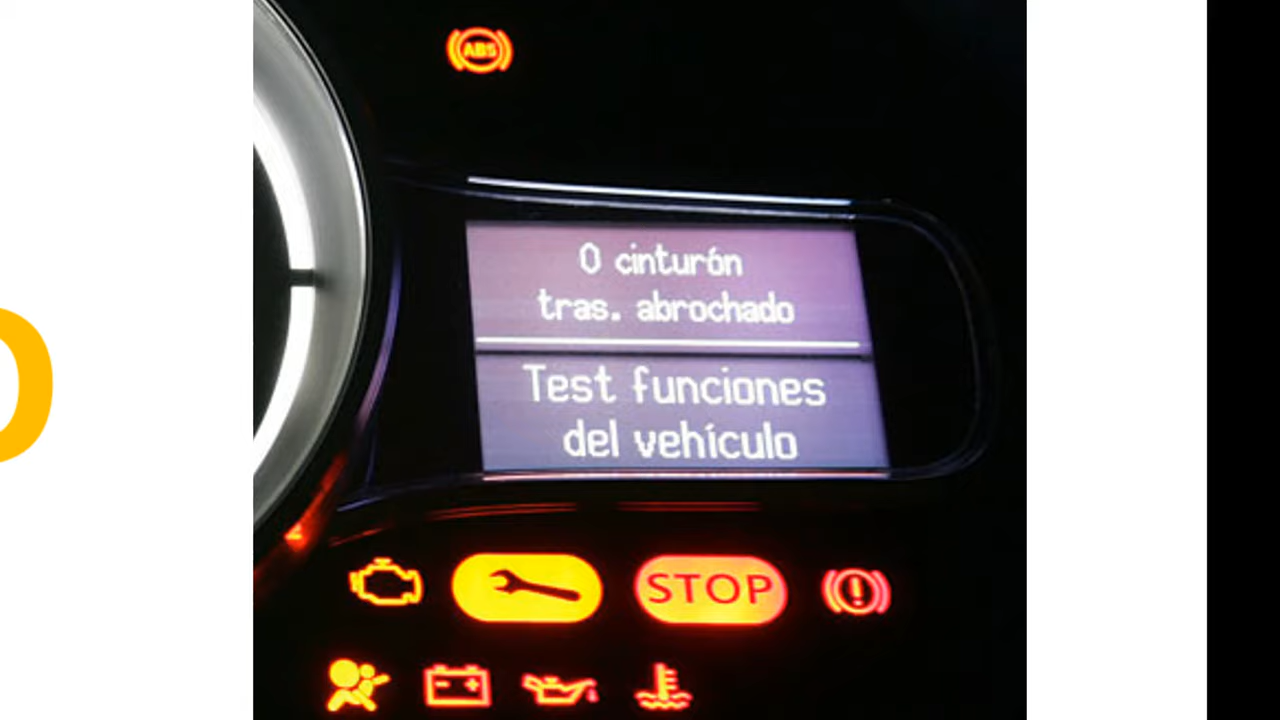 ABS
0 cinturón
tras. abrochado
Test funciones
del vehículo
STOP